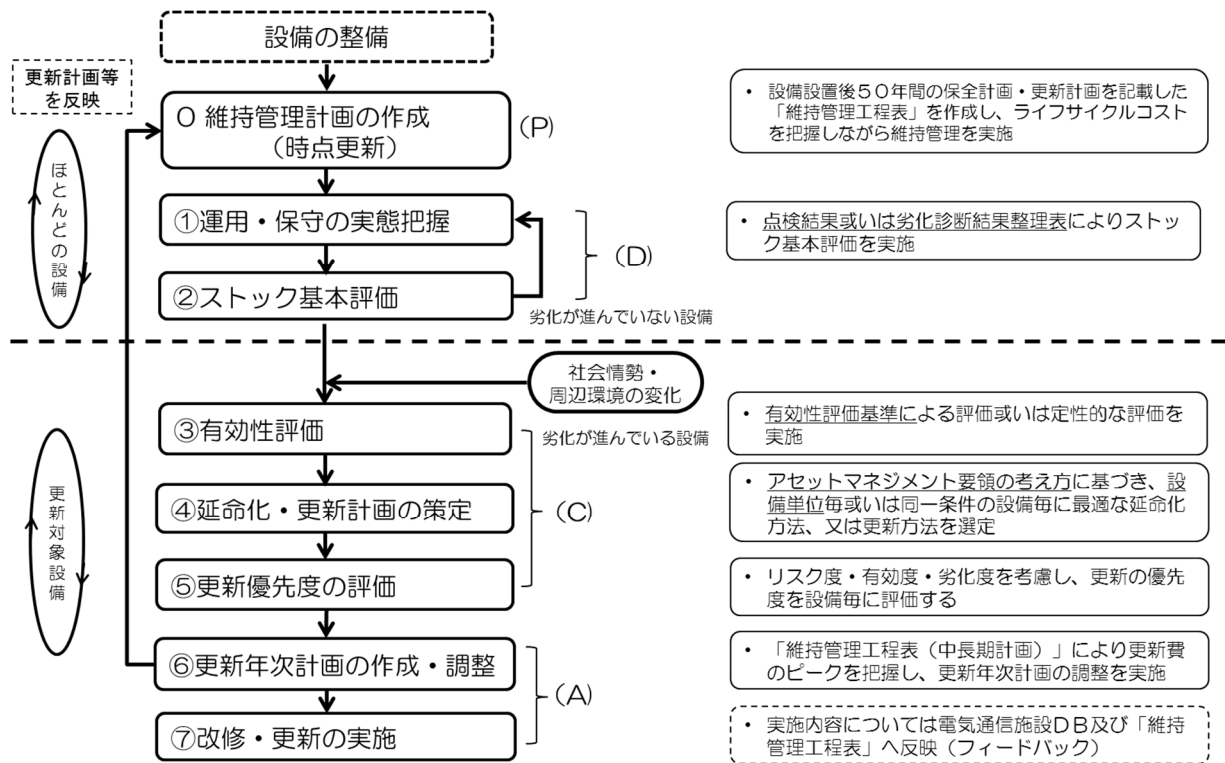 設備の整備
更新計画等
を反映
０ 維持管理計画の作成
（時点更新）
（P）
・ 設備設置後５０年間の保全計画・更新計画を記載した
「維持管理工程表」を作成し、ライフサイクルコスト
を把握しながら維持管理を実施
ほとんどの設備
①運用・保守の実態把握
（D）
・ 点検結果或いは劣化診断結果整理表によりストッ
ク基本評価を実施
②ストック基本評価
劣化が進んでいない設備
社会情勢・
周辺環境の変化
③有効性評価
劣化が進んでいる設備
・ 有効性評価基準による評価或いは定性的な評価を
実施
更新対象設備
④延命化・更新計画の策定
（C）
・ アセットマネジメント要領の考え方に基づき、設
備単位毎或いは同一条件の設備毎に最適な延命化
方法、又は更新方法を選定
⑤更新優先度の評価
・ リスク度・有効度・劣化度を考慮し、更新の優先
度を設備毎に評価する
⑥更新年次計画の作成・調整
（A）
・ 「維持管理工程表（中長期計画）」により更新費
のピークを把握し、更新年次計画の調整を実施
⑦改修・更新の実施
・ 実施内容については電気通信施設ＤＢ及び「維持
管理工程表」へ反映（フィードバック）